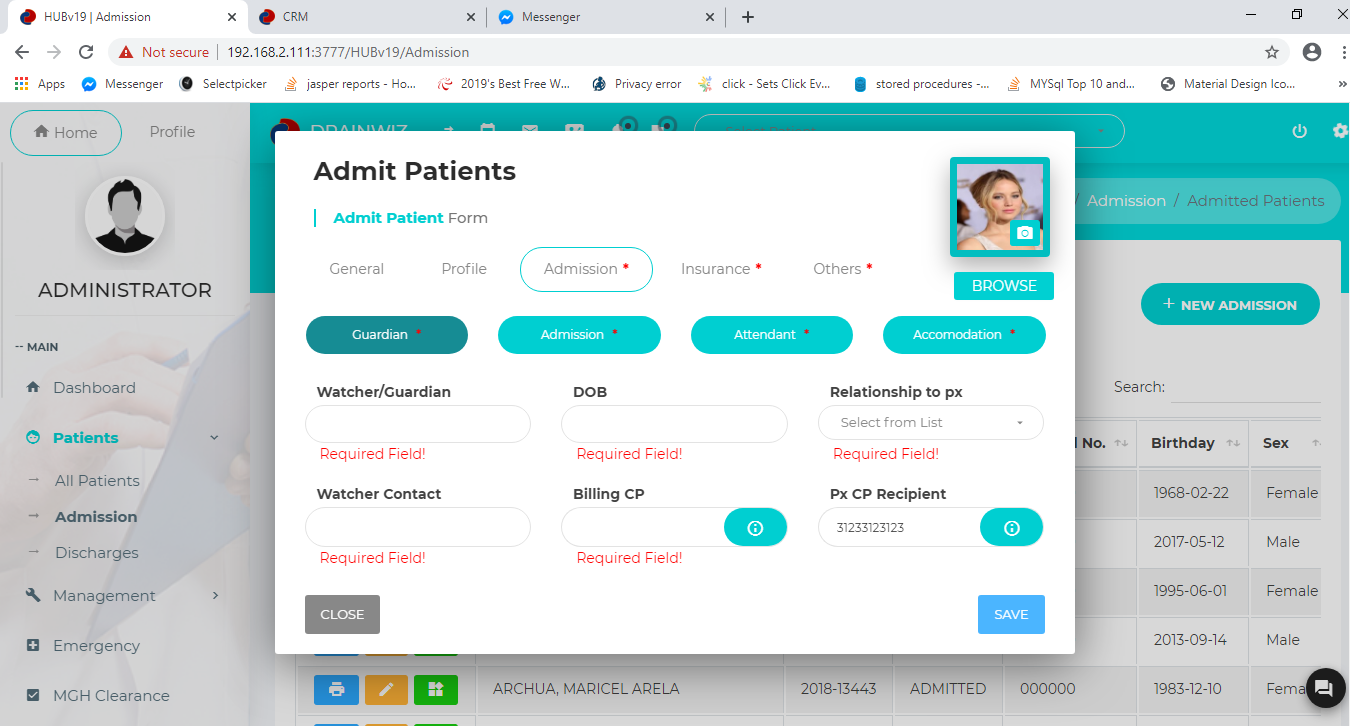 HUBv19 | Admission
CRM
Messenger
Not secure
192.168.2.111:3777/HUBv19/Admission
Apps
Messenger
Selectpicker
jasper reports - Ho...
2019's Best Free W...
Privacy error
click - Sets Click Ev...
stored procedures -...
MYSql Top 10 and...
Material Design Ico...
»
Home
Profile
ADMINISTRATOR
-- MAIN
Dashboard
Patients
All Patients
Admission
Discharges
Management
Emergency
MGH Clearance
/ Admission / Admitted Patients
+ NEW ADMISSION
Search:
Admit Patients
Admit Patient Form
BROWSE
General
Profile
Admission *
Insurance *
Others *
Guardian *
Admission *
Attendant *
Accomodation *
Watcher/Guardian
DOB
Relationship to px
Select from List
Required Field!
Required Field!
Required Field!
Watcher Contact
Billing CP
Px CP Recipient
31233123123
Required Field!
Required Field!
CLOSE
SAVE
No.
Birthday
Sex
1968-02-22
Female
2017-05-12
Male
1995-06-01
Female
2013-09-14
Male
ARCHUA, MARICEL ARELA
2018-13443
ADMITTED
000000
1983-12-10